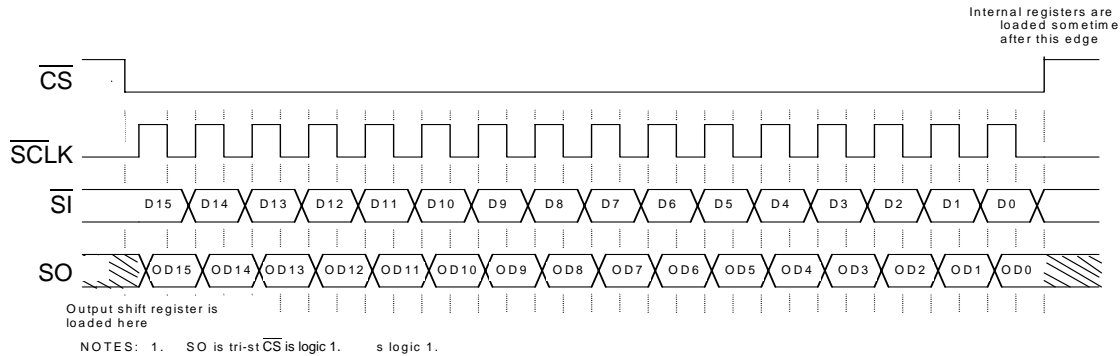 Internal registers are
loaded sometime
after this edge
CS
SCLK
SI
D15 D14 D13 D12 D11 D10 D9 D8 D7 D6 D5 D4 D3 D2 D1 D0
SO
OD15 OD14 OD13 OD12 OD11 OD10 OD9 OD8 OD7 OD6 OD5 OD4 OD3 OD2 OD1 OD0
Output shift register is
loaded here
NOTES: 1. SO is tri-st CS is logic 1. s logic 1.